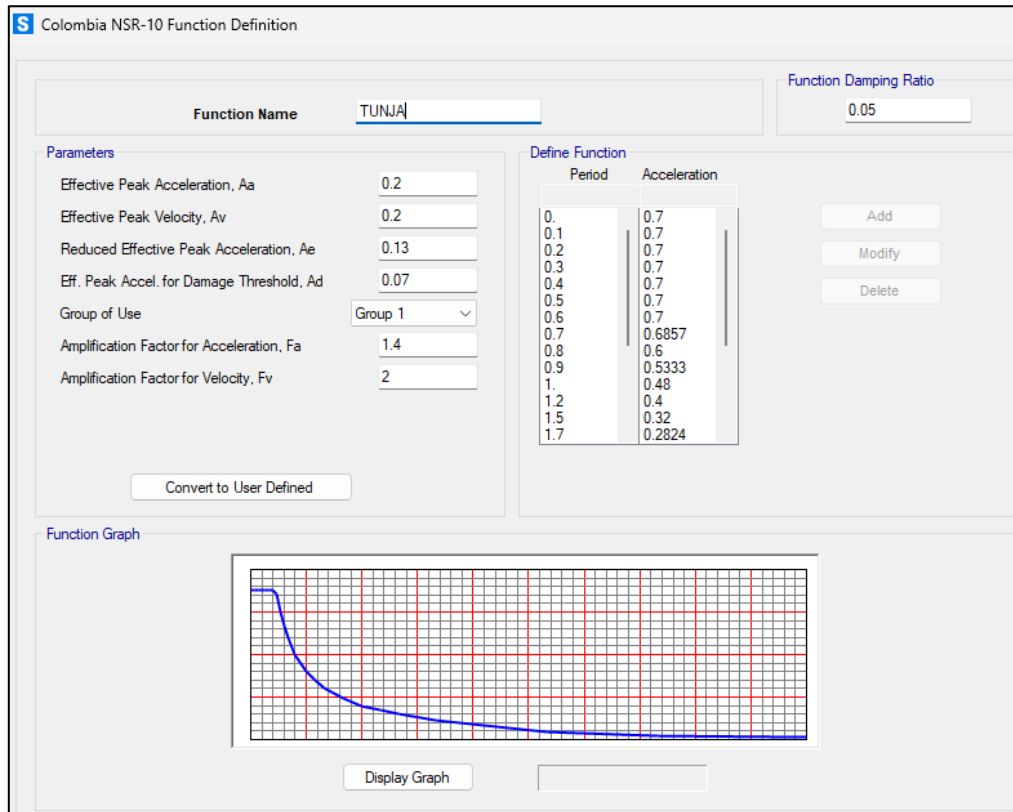 S Colombia NSR-10 Function Definition
Function Damping Ratio
Function Name TUNJA 0.05
Parameters
Effective Peak Acceleration, Aa 0.2
Effective Peak Velocity, Av 0.2
Reduced Effective Peak Acceleration, Ae 0.13
Eff. Peak Accel. for Damage Threshold, Ad 0.07
Group of Use Group 1
Amplification Factor for Acceleration, Fa 1.4
Amplification Factor for Velocity, Fv 2
Convert to User Defined
Define Function
Period Acceleration
0. 0.7
0.1 0.7
0.2 0.7
0.3 0.7
0.4 0.7
0.5 0.7
0.6 0.7
0.7 0.6857
0.8 0.6
0.9 0.5333
1. 0.48
1.2 0.4
1.5 0.32
1.7 0.2824
Add
Modify
Delete
Function Graph
Display Graph